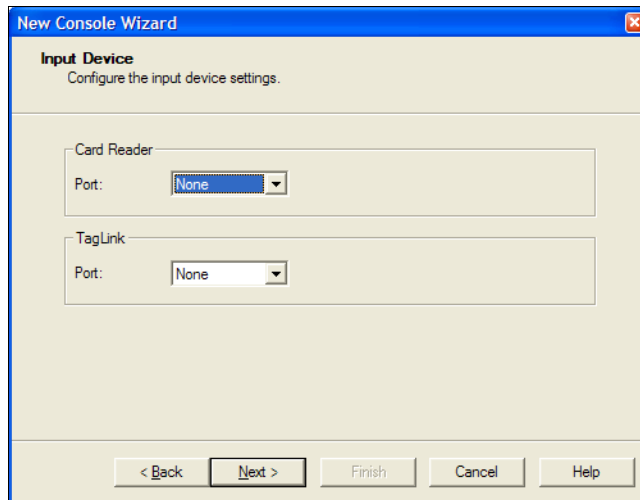 New Console Wizard
Input Device
Configure the input device settings.
Card Reader
Port: None
TagLink
Port: None
< Back Next > Finish Cancel Help